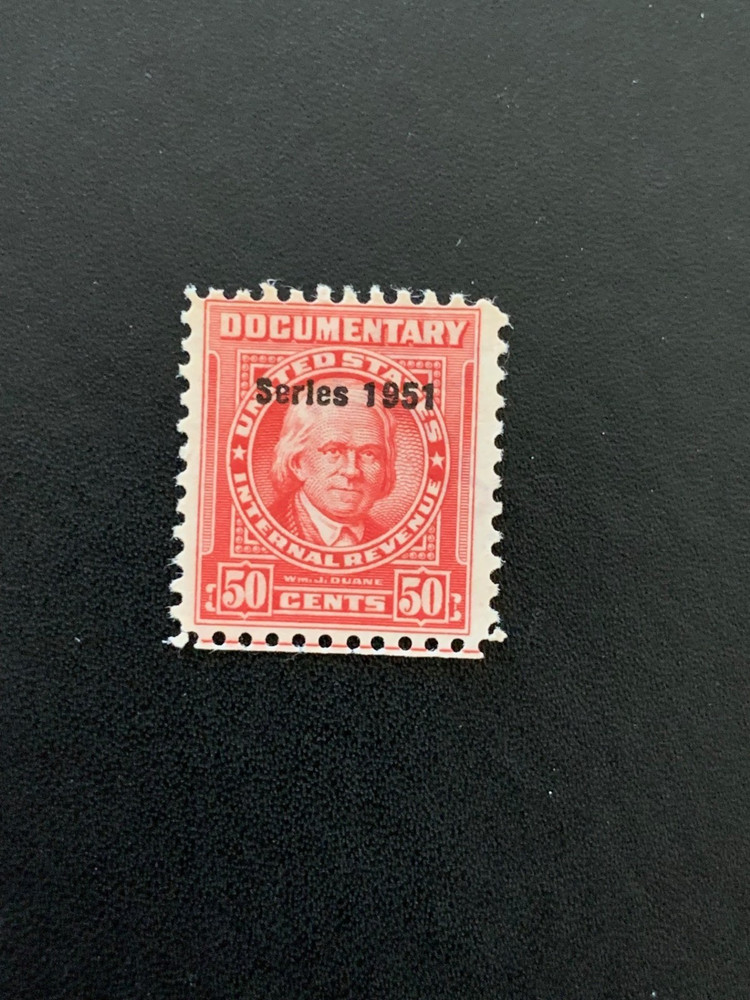 DOCUMENTARY
UNITED STATES
Series 1951
INTERNAL REVENUE
Wm. J. DUANE
50 CENTS 50